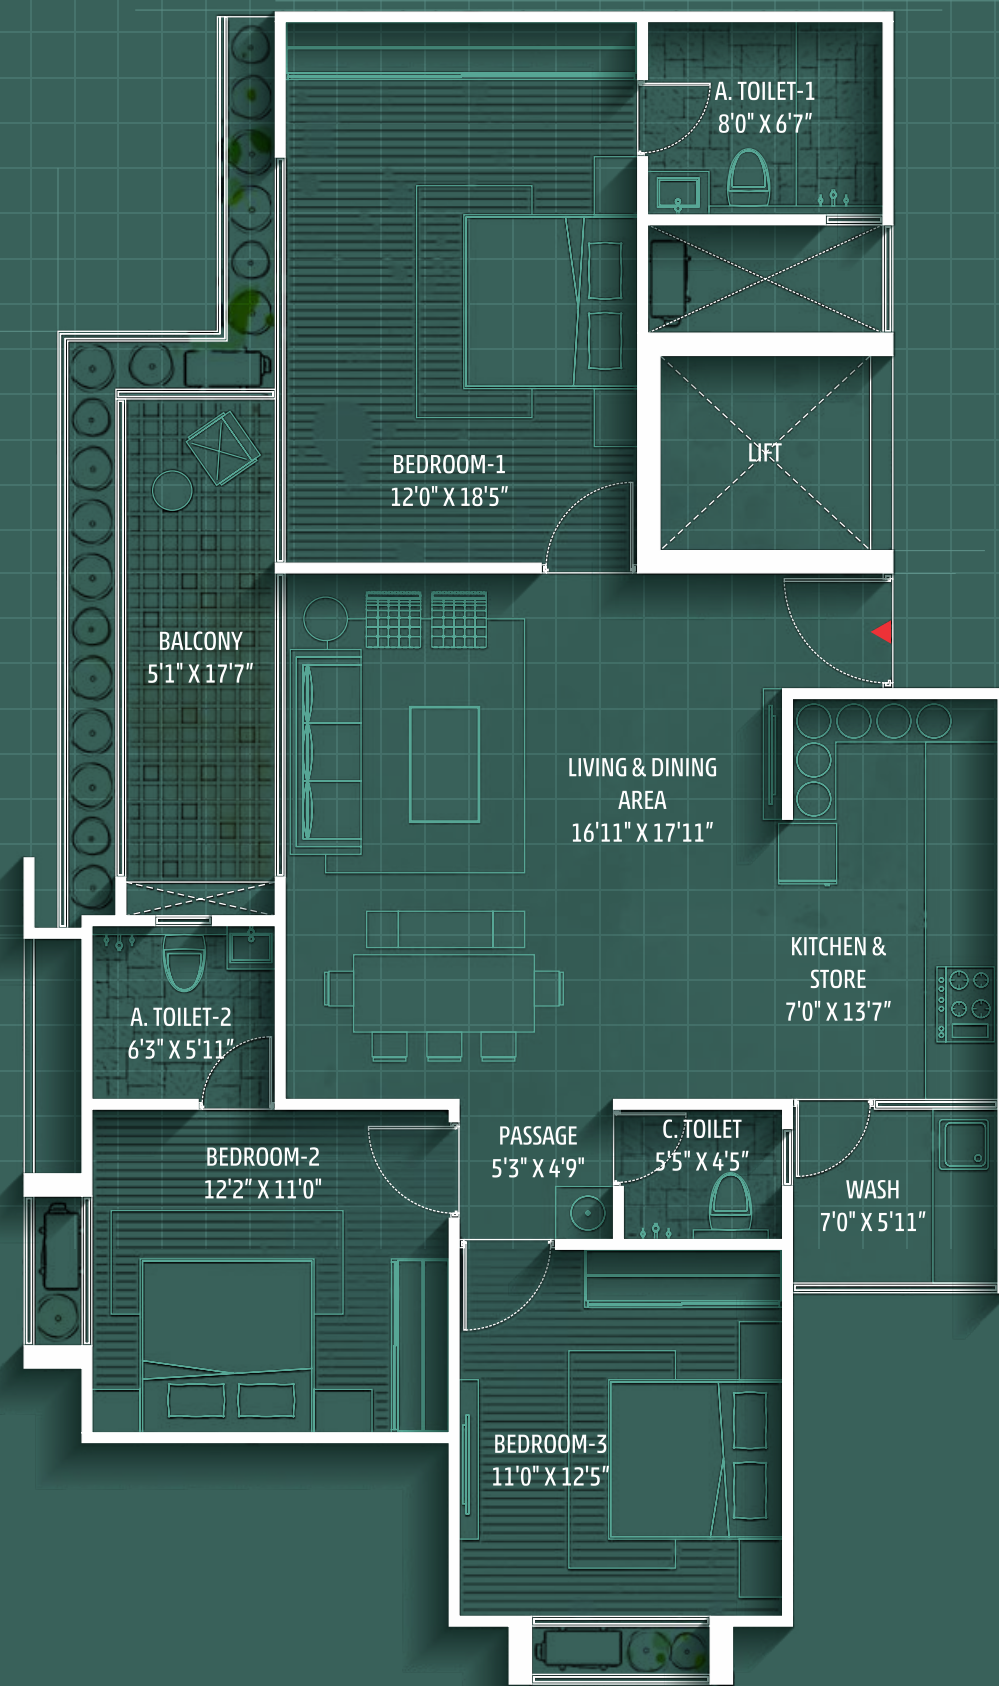 A. TOILET-1
8'0" X 6'7"
LIFT
BEDROOM-1
12'0" X 18'5"
BALCONY
5'1" X 17'7"
LIVING & DINING
AREA
16'11" X 17'11"
KITCHEN &
STORE
7'0" X 13'7"
A. TOILET-2
6'3" X 5'11"
BEDROOM-2
12'2" X 11'0"
PASSAGE
5'3" X 4'9"
C. TOILET
5'5" X 4'5"
WASH
7'0" X 5'11"
BEDROOM-3
11'0" X 12'5"